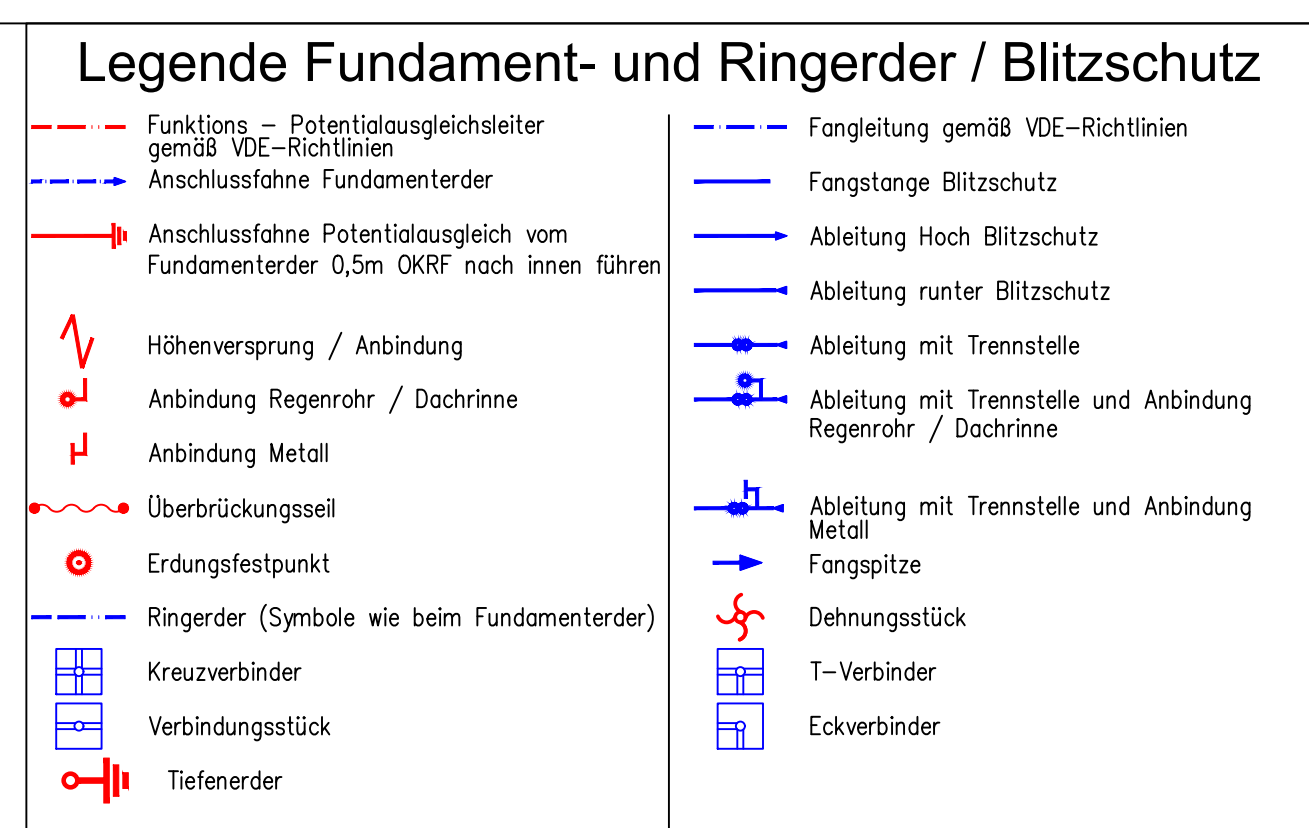 Legende Fundament- und Ringerder / Blitzschutz
Funktions – Potentialausgleichsleiter
gemäß VDE–Richtlinien
Anschlussfahne Fundamenterder
Anschlussfahne Potentialausgleich vom
Fundamenterder 0,5m OKRF nach innen führen
Höhenversprung / Anbindung
Anbindung Regenrohr / Dachrinne
Anbindung Metall
Überbrückungsseil
Erdungsfestpunkt
Ringerder (Symbole wie beim Fundamenterder)
Kreuzverbinder
Verbindungsstück
Tiefenerder
Fangleitung gemäß VDE–Richtlinien
Fangstange Blitzschutz
Ableitung Hoch Blitzschutz
Ableitung runter Blitzschutz
Ableitung mit Trennstelle
Ableitung mit Trennstelle und Anbindung
Regenrohr / Dachrinne
Ableitung mit Trennstelle und Anbindung
Metall
Fangspitze
Dehnungsstück
T–Verbinder
Eckverbinder